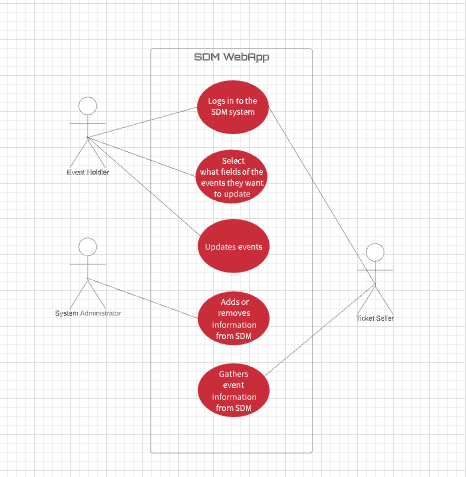 SDM WebApp
Logs in to the
SDM system
Select
what fields of the
events they want
to update
Event Holdler
Updates events
Adds or
removes
information
from SDM
System Administrator
Ticket Seller
Gathers
event
information
from SDM